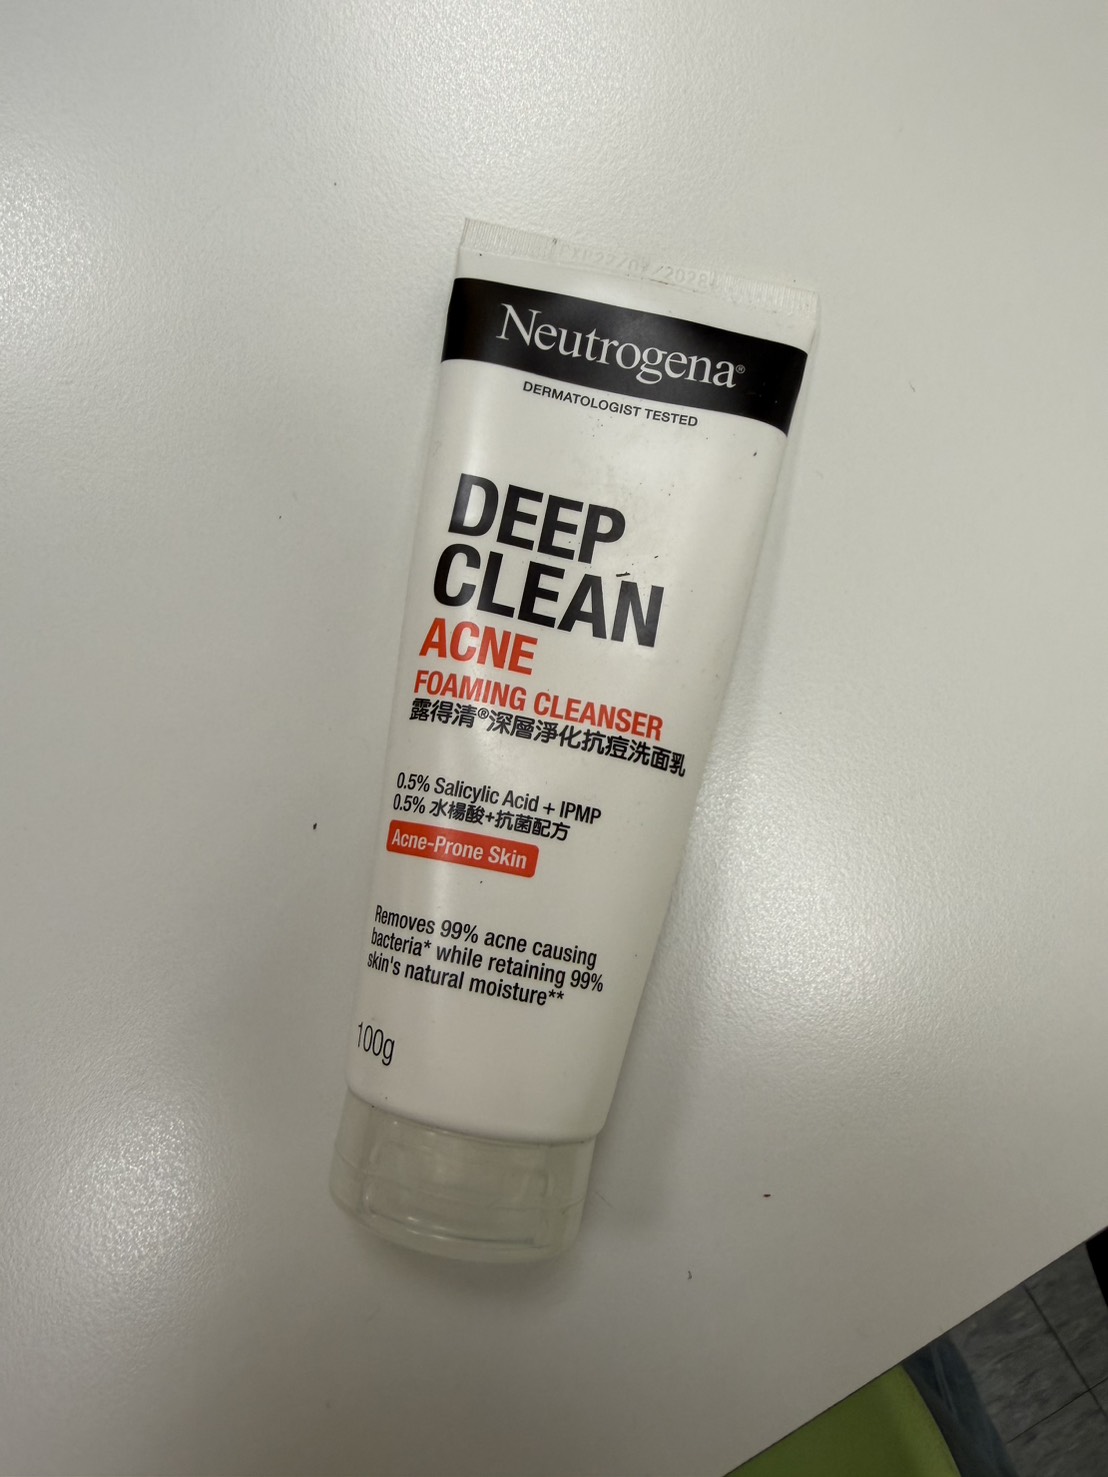 Neutrogena®
DERMATOLOGIST TESTED
DEEP
CLEAN
ACNE
FOAMING CLEANSER
露得清®深層淨化抗痘洗面乳
0.5% Salicylic Acid + IPMP
0.5% 水楊酸+抗菌配方
Acne-Prone Skin
Removes 99% acne causing
bacteria* while retaining 99%
skin's natural moisture**
100g